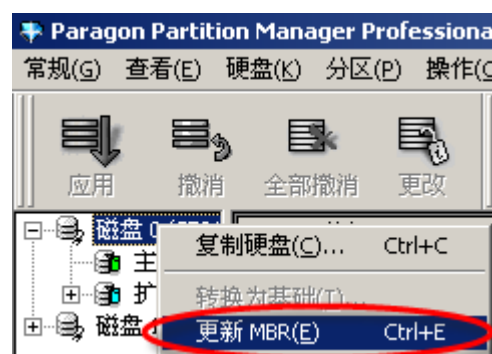 Paragon Partition Manager Professiona
常规(G) 查看(E) 硬盘(K) 分区(P) 操作(
应用 撤消 全部撤消 更改
磁盘 0
复制硬盘(C)... Ctrl+C
主
扩 转换为基础(T)...
磁盘 更新 MBR(E) Ctrl+E